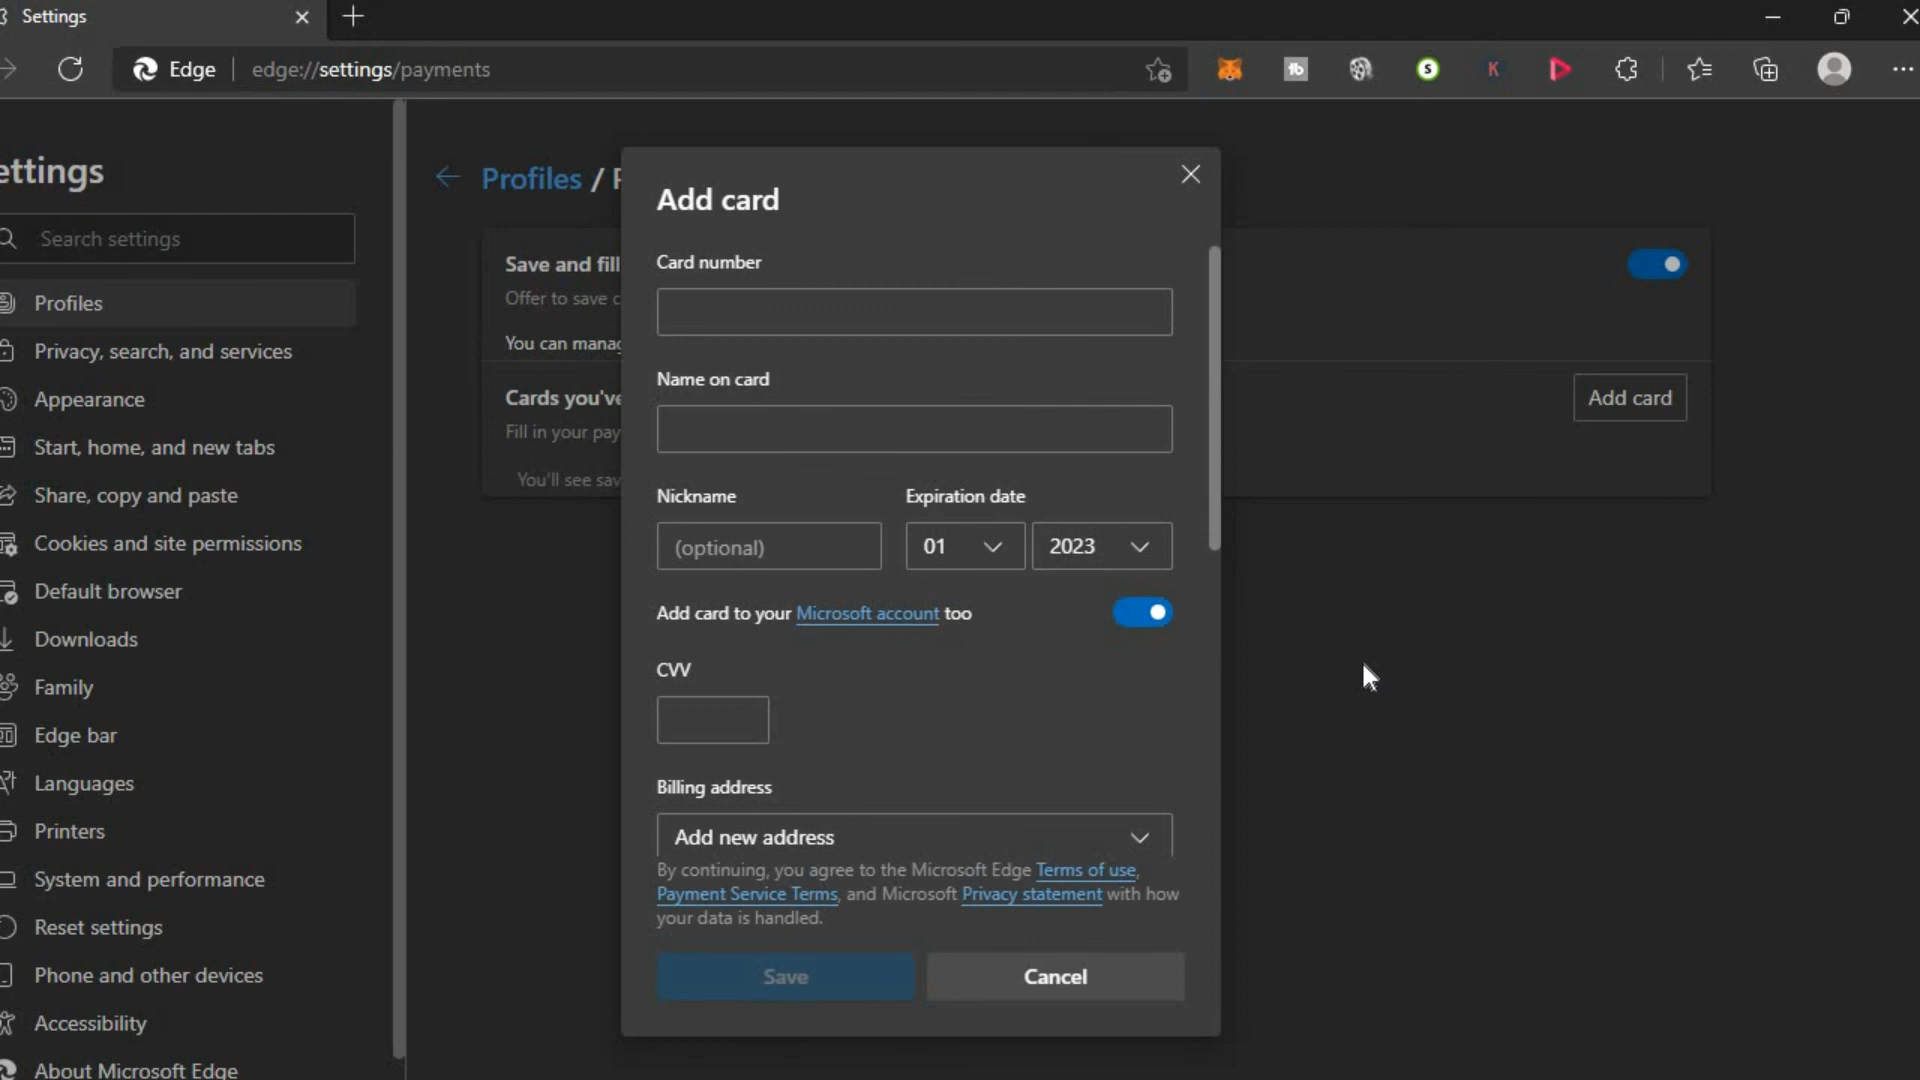 Settings
Edge edge://settings/payments
ettings
Search settings
Profiles
Privacy, search, and services
Appearance
Start, home, and new tabs
Share, copy and paste
Cookies and site permissions
Default browser
Downloads
Family
Edge bar
Languages
Printers
System and performance
Reset settings
Phone and other devices
Accessibility
About Microsoft Edge
Profiles /
Save and fill
Offer to save
You can
Cards you've
Fill in your
You'll see
Add card
Add card
Card number
Name on card
Nickname Expiration date
(optional) 01 2023
Add card to your Microsoft account too
CVV
Billing address
Add new address
By continuing, you agree to the Microsoft Edge Terms of use,
Payment Service Terms, and Microsoft Privacy statement with how
your data is handled.
Save Cancel